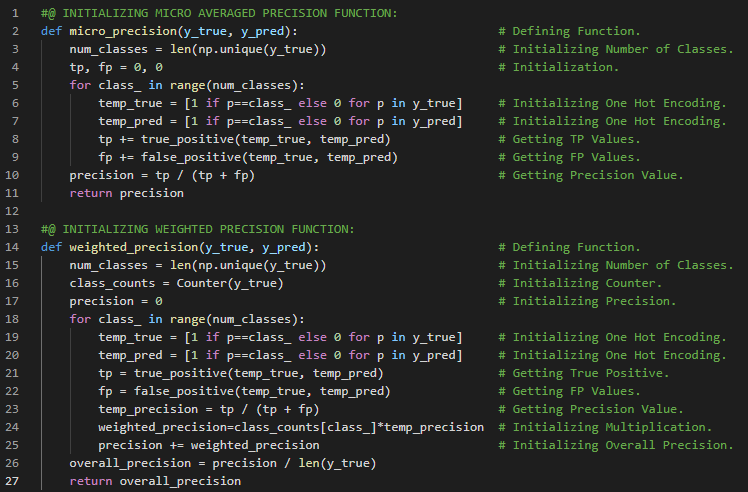 1 #@ INITIALIZING MICRO AVERAGED PRECISION FUNCTION:
2 def micro_precision(y_true, y_pred): # Defining Function.
3     num_classes = len(np.unique(y_true)) # Initializing Number of Classes.
4     tp, fp = 0, 0 # Initialization.
5     for class_ in range(num_classes):
6         temp_true = [1 if p==class_ else 0 for p in y_true] # Initializing One Hot Encoding.
7         temp_pred = [1 if p==class_ else 0 for p in y_pred] # Initializing One Hot Encoding.
8         tp += true_positive(temp_true, temp_pred) # Getting TP Values.
9         fp += false_positive(temp_true, temp_pred) # Getting FP Values.
10     precision = tp / (tp + fp) # Getting Precision Value.
11     return precision
12
13 #@ INITIALIZING WEIGHTED PRECISION FUNCTION:
14 def weighted_precision(y_true, y_pred): # Defining Function.
15     num_classes = len(np.unique(y_true)) # Initializing Number of Classes.
16     class_counts = Counter(y_true) # Initializing Counter.
17     precision = 0 # Initializing Precision.
18     for class_ in range(num_classes):
19         temp_true = [1 if p==class_ else 0 for p in y_true] # Initializing One Hot Encoding.
20         temp_pred = [1 if p==class_ else 0 for p in y_pred] # Initializing One Hot Encoding.
21         tp = true_positive(temp_true, temp_pred) # Getting True Positive.
22         fp = false_positive(temp_true, temp_pred) # Getting FP Values.
23         temp_precision = tp / (tp + fp) # Getting Precision Value.
24         weighted_precision=class_counts[class_]*temp_precision # Initializing Multiplication.
25         precision += weighted_precision # Initializing Overall Precision.
26     overall_precision = precision / len(y_true)
27     return overall_precision